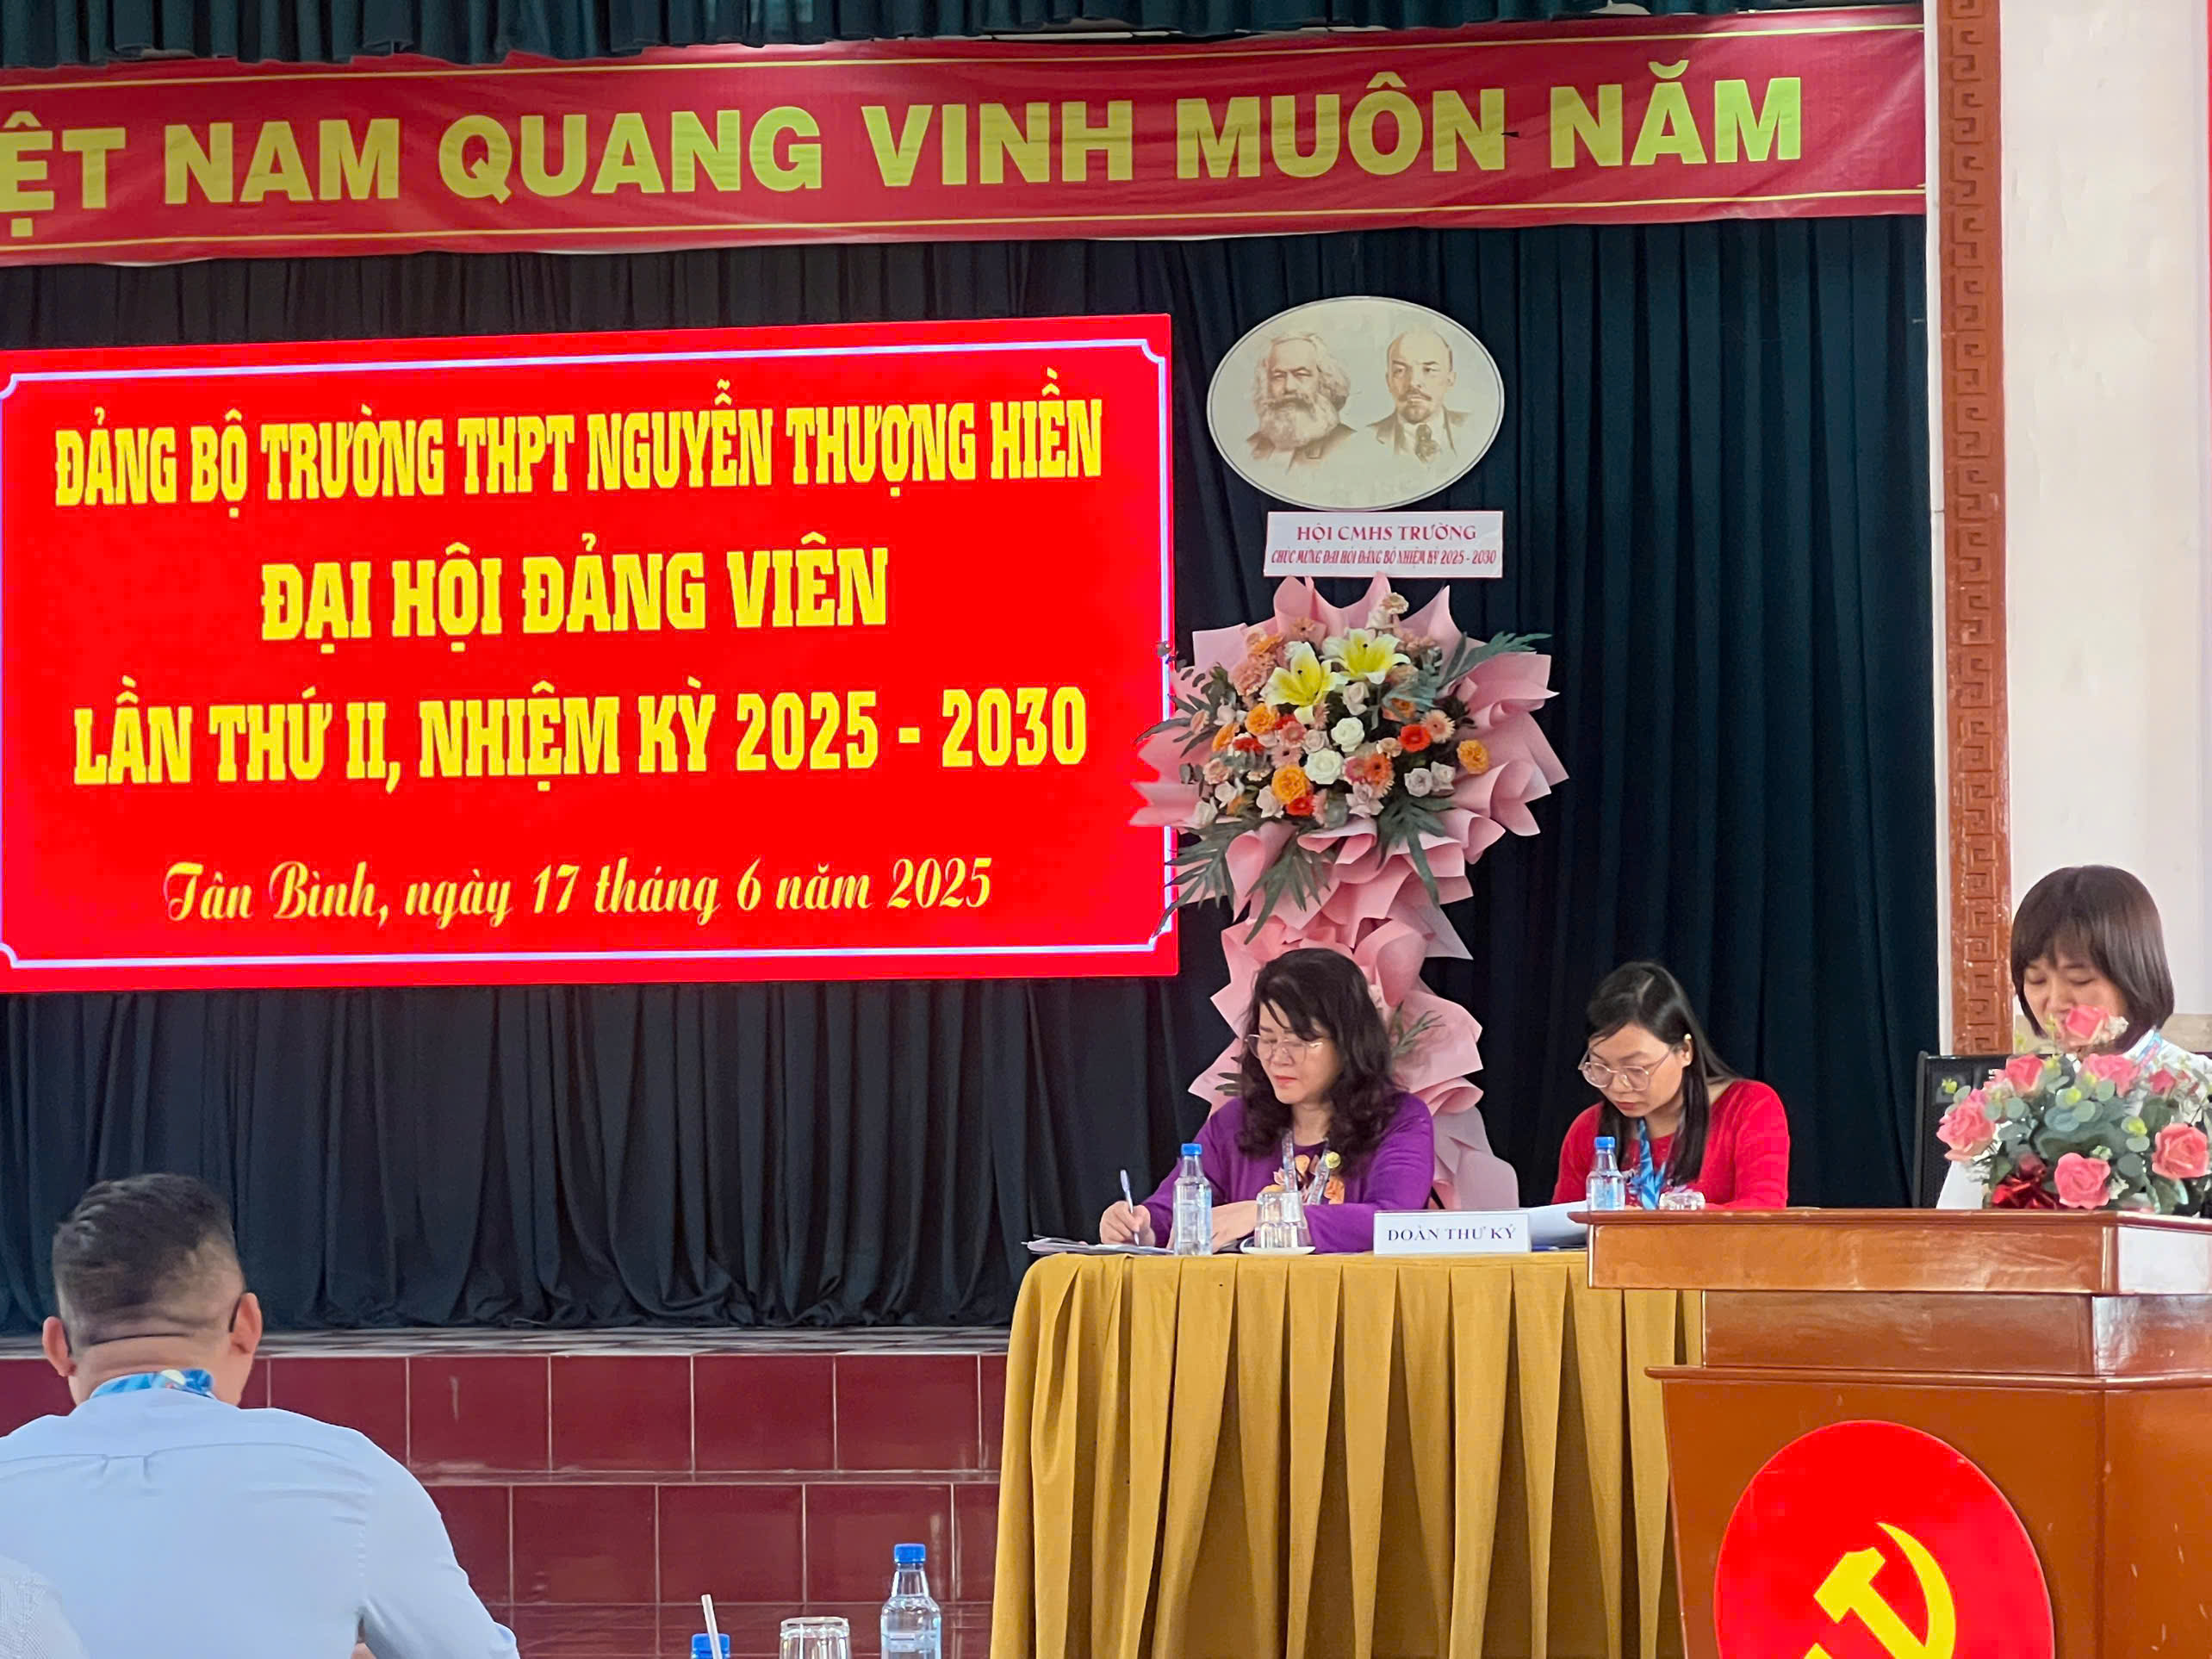 ỆT NAM QUANG VINH MUÔN NĂM
ĐẢNG BỘ TRƯỜNG THPT NGUYỄN THƯỢNG HIỀN
ĐẠI HỘI ĐẢNG VIÊN
LẦN THỨ II, NHIỆM KỲ 2025 - 2030
Tân Bình, ngày 17 tháng 6 năm 2025
HỘI CMHS TRƯỜNG
CHÚC MỪNG ĐẠI HỘI ĐẢNG BỘ NHIỆM KỲ 2025 - 2030
ĐOÀN THƯ KÝ